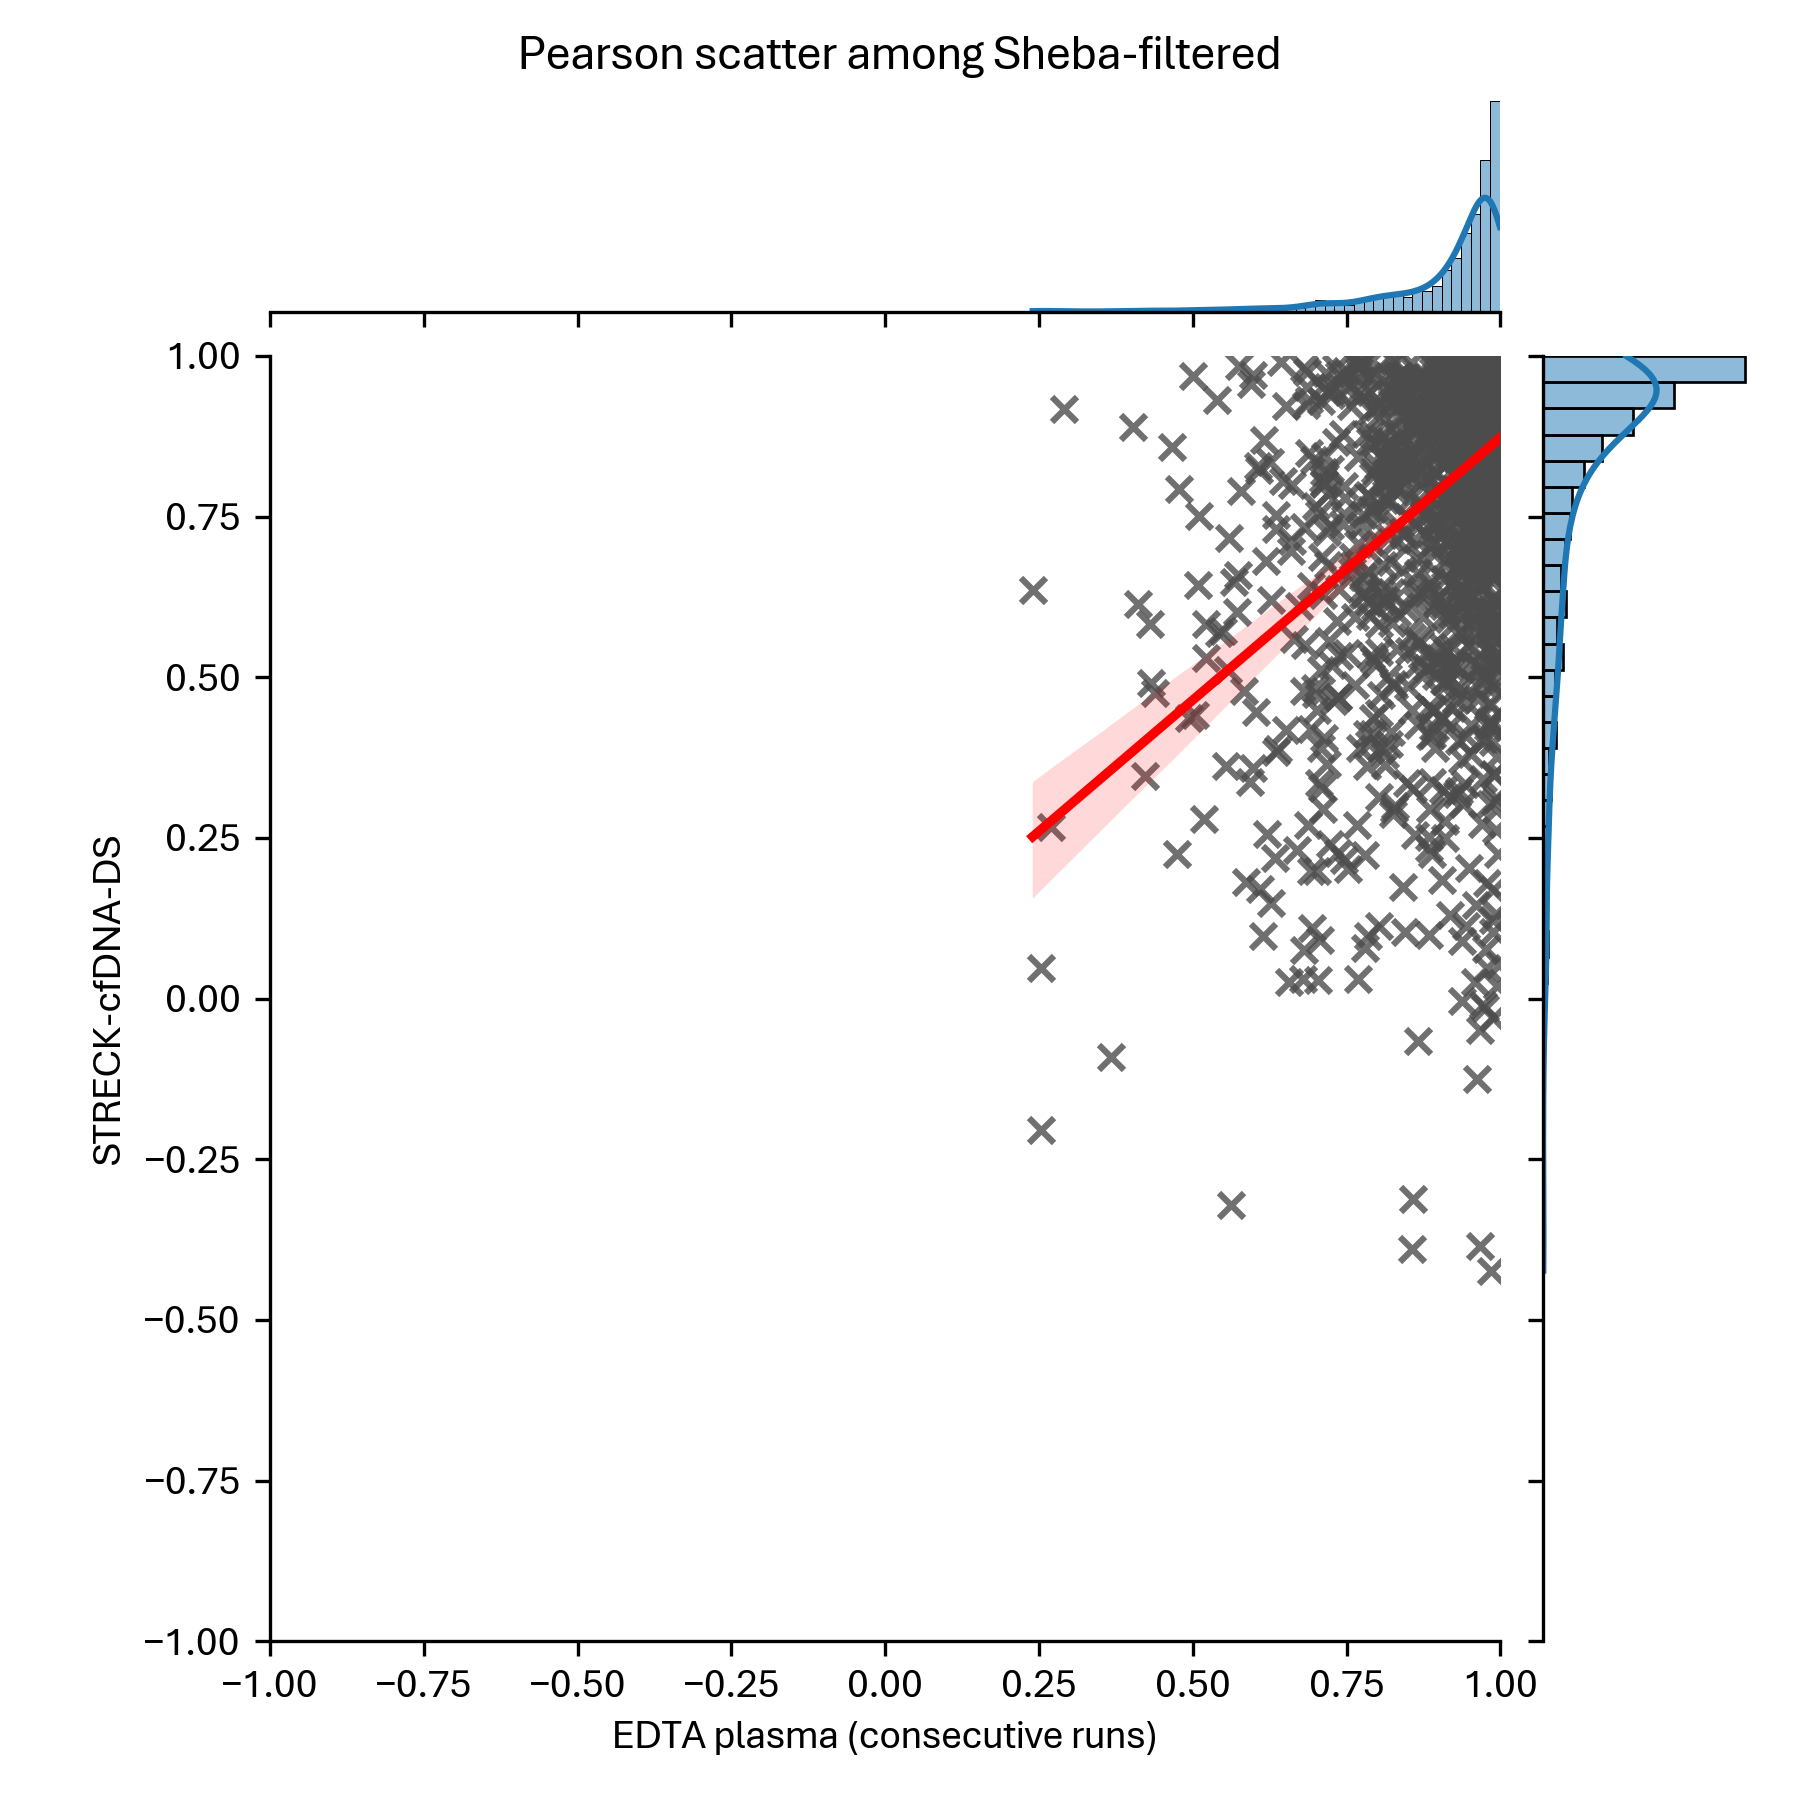 Pearson scatter among Sheba-filtered
1.00
0.75
0.50
0.25
0.00
−0.25
−0.50
−0.75
−1.00
STRECK-cfDNA-DS
−1.00 −0.75 −0.50 −0.25 0.00 0.25 0.50 0.75 1.00
EDTA plasma (consecutive runs)